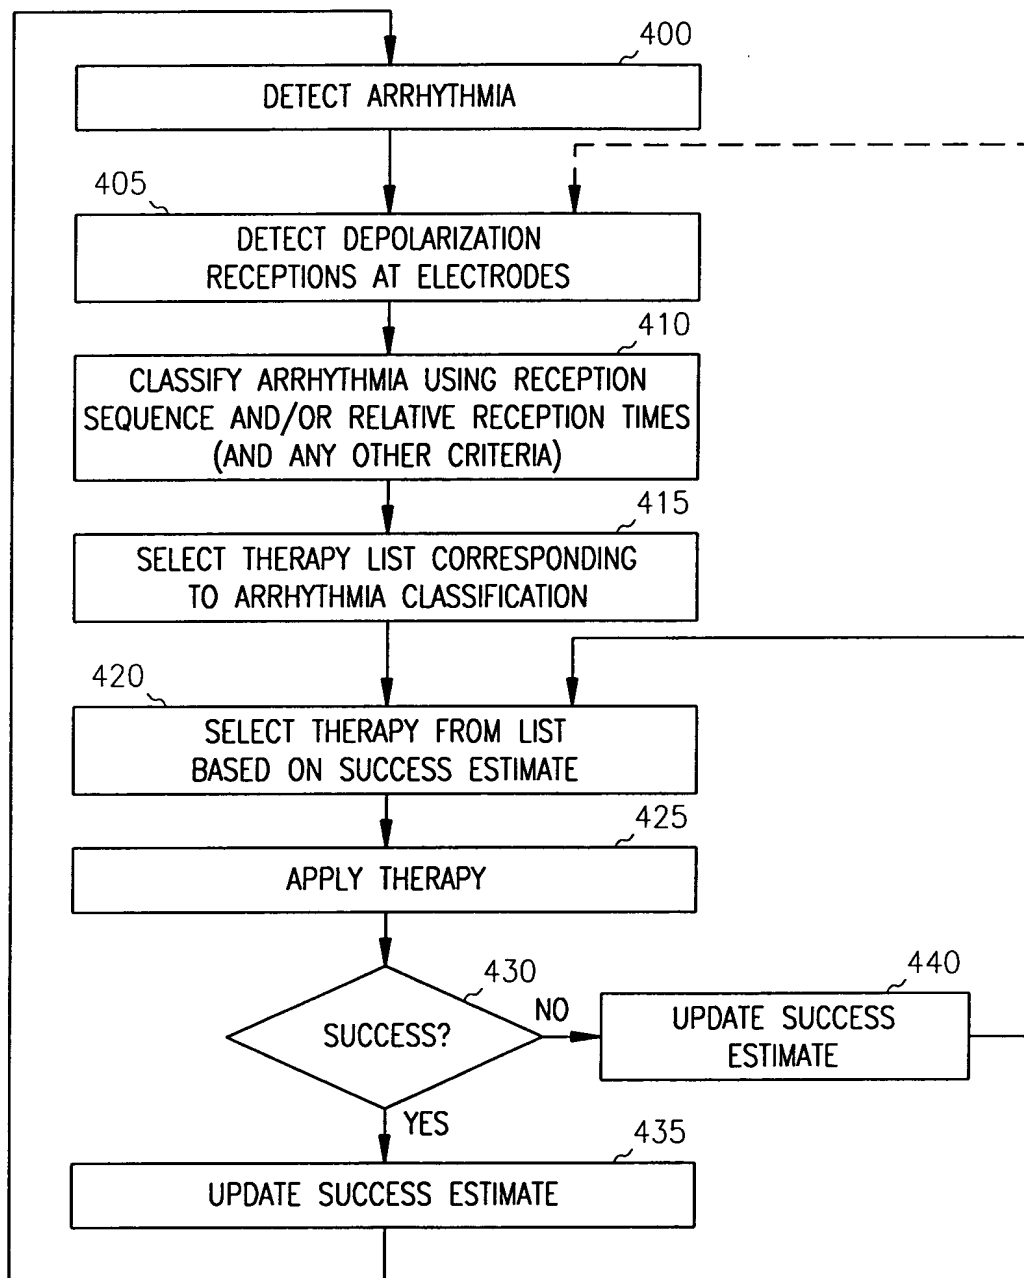 400
DETECT ARRHYTHMIA
405
DETECT DEPOLARIZATION
RECEPTIONS AT ELECTRODES
410
CLASSIFY ARRHYTHMIA USING RECEPTION
SEQUENCE AND/OR RELATIVE RECEPTION TIMES
(AND ANY OTHER CRITERIA)
415
SELECT THERAPY LIST CORRESPONDING
TO ARRHYTHMIA CLASSIFICATION
420
SELECT THERAPY FROM LIST
BASED ON SUCCESS ESTIMATE
425
APPLY THERAPY
430
SUCCESS?
NO
440
UPDATE SUCCESS
ESTIMATE
YES
435
UPDATE SUCCESS ESTIMATE